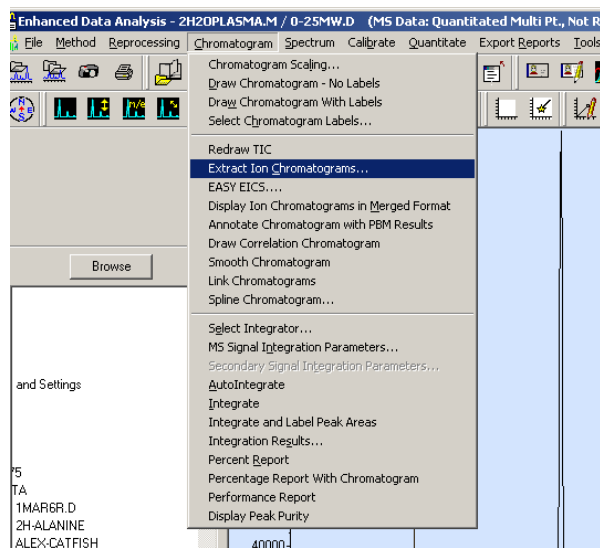 Enhanced Data Analysis - 2H2OPLASMA.M / 0-25MW.D (MS Data: Quantitated Multi Pt., Not R
File Method Reprocessing Chromatogram Spectrum Calibrate Quantitate Export Reports Tools
Chromatogram Scaling...
Draw Chromatogram - No Labels
Draw Chromatogram With Labels
Select Chromatogram Labels...
Redraw TIC
Extract Ion Chromatograms...
EASY EICS....
Display Ion Chromatograms in Merged Format
Annotate Chromatogram with PBM Results
Draw Correlation Chromatogram
Smooth Chromatogram
Link Chromatograms
Spline Chromatogram...
Select Integrator...
MS Signal Integration Parameters...
Secondary Signal Integration Parameters...
AutoIntegrate
Integrate
Integrate and Label Peak Areas
Integration Results...
Percent Report
Percentage Report With Chromatogram
Performance Report
Display Peak Purity
Browse
and Settings
75
TA
1MAR6R.D
2H-ALANINE
ALEX-CATFISH
40000